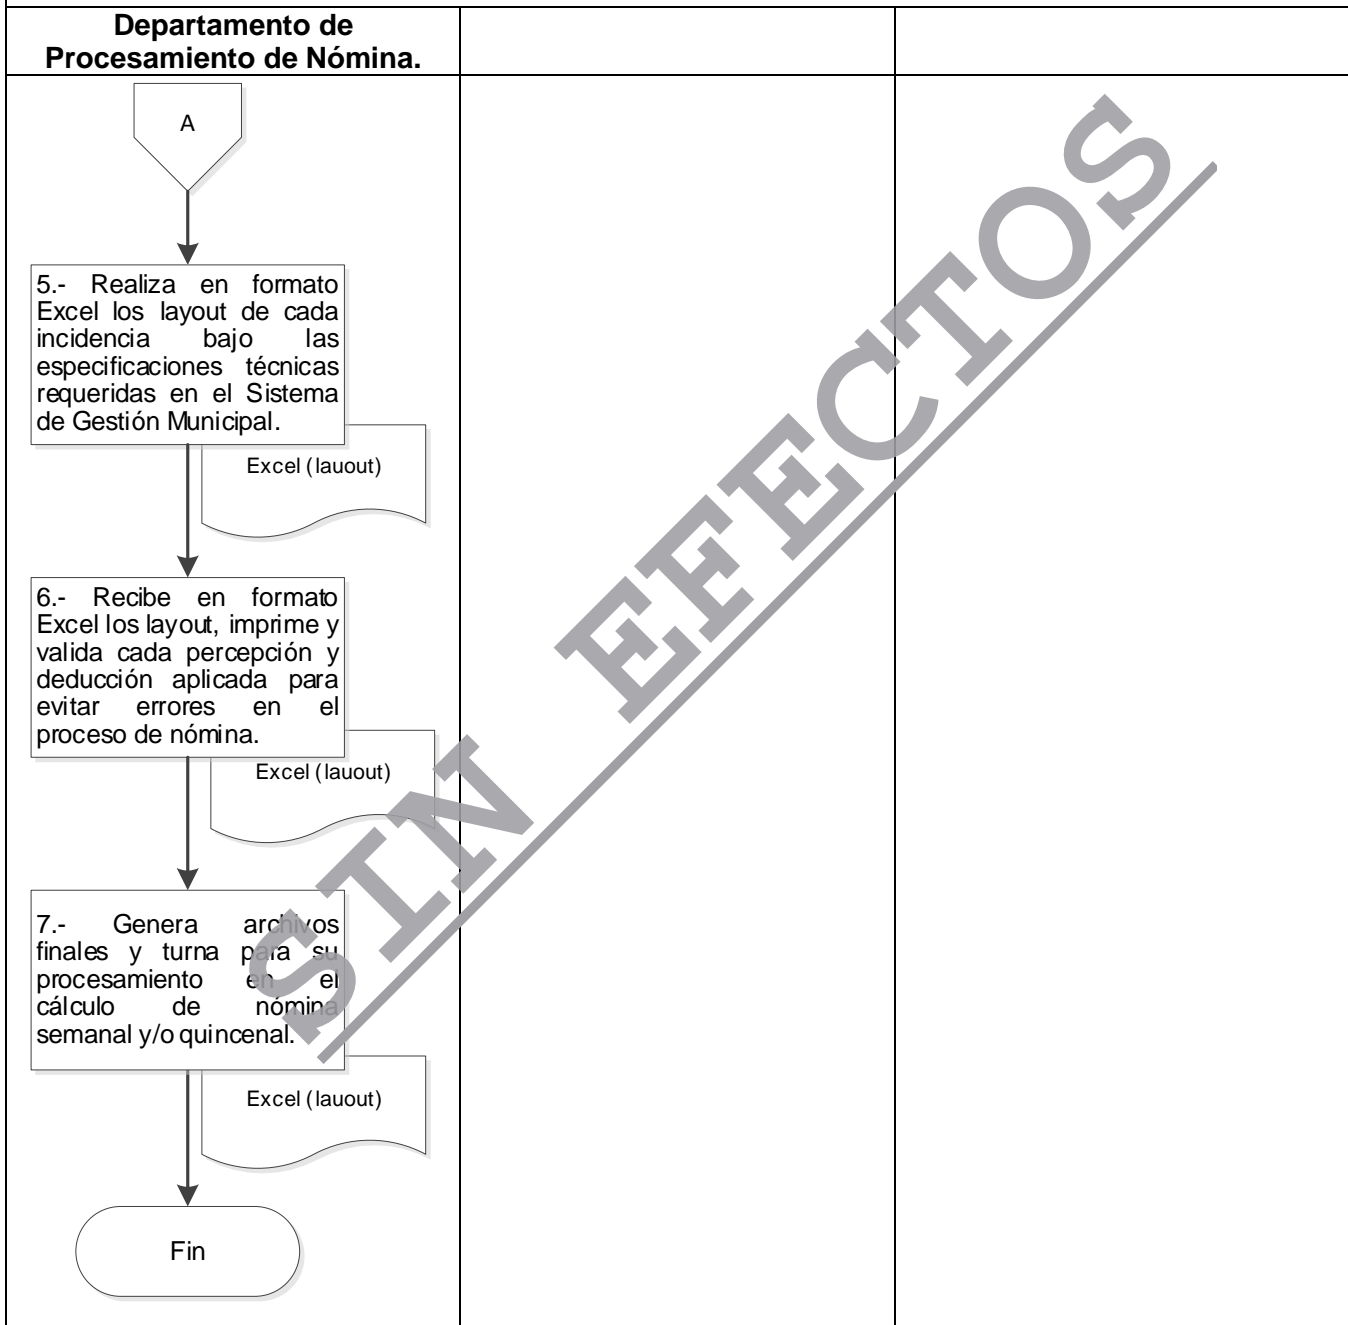 Departamento de
Procesamiento de Nómina.
A
5.- Realiza en formato
Excel los layout de cada
incidencia bajo las
especificaciones técnicas
requeridas en el Sistema
de Gestión Municipal.
Excel (lauout)
6.- Recibe en formato
Excel los layout, imprime y
valida cada percepción y
deducción aplicada para
evitar errores en el
proceso de nómina.
Excel (lauout)
7.- Genera archivos
finales y turna para su
procesamiento en el
cálculo de nómina
semanal y/o quincenal.
Excel (lauout)
Fin
SIN EFECTOS